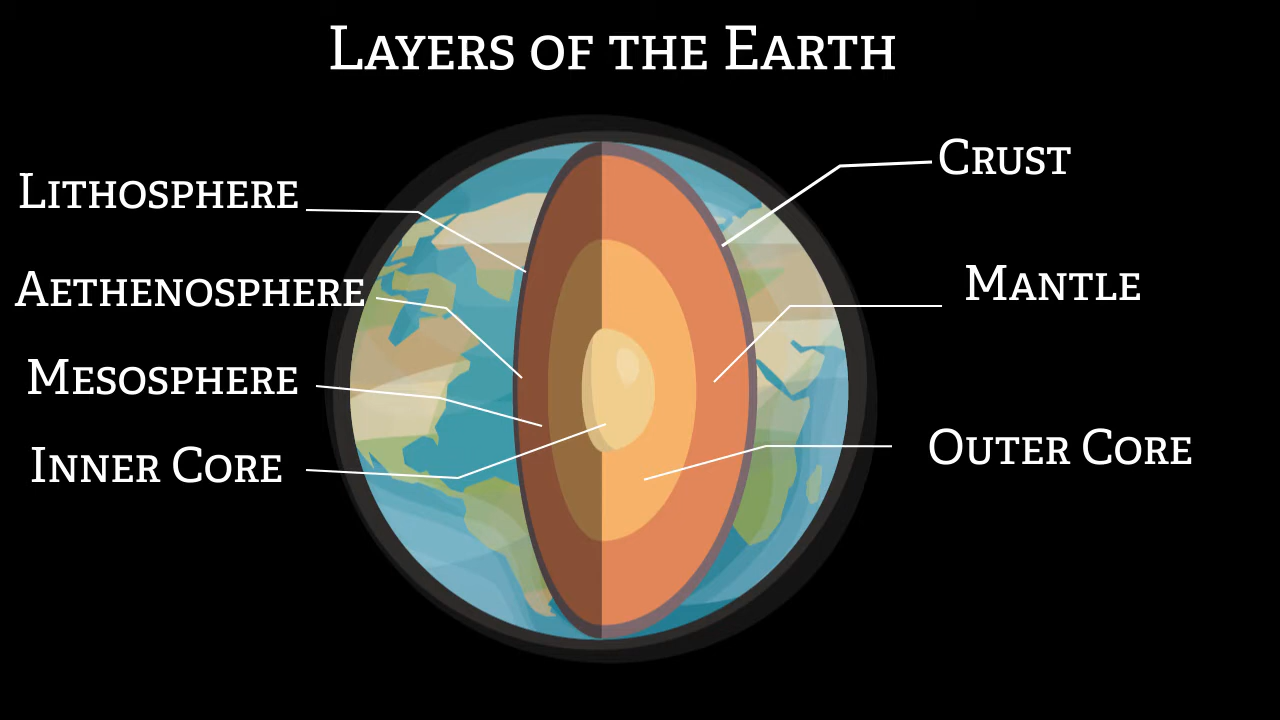 Layers of the Earth
Lithosphere
Aethenosphere
Mesosphere
Inner Core
Crust
Mantle
Outer Core